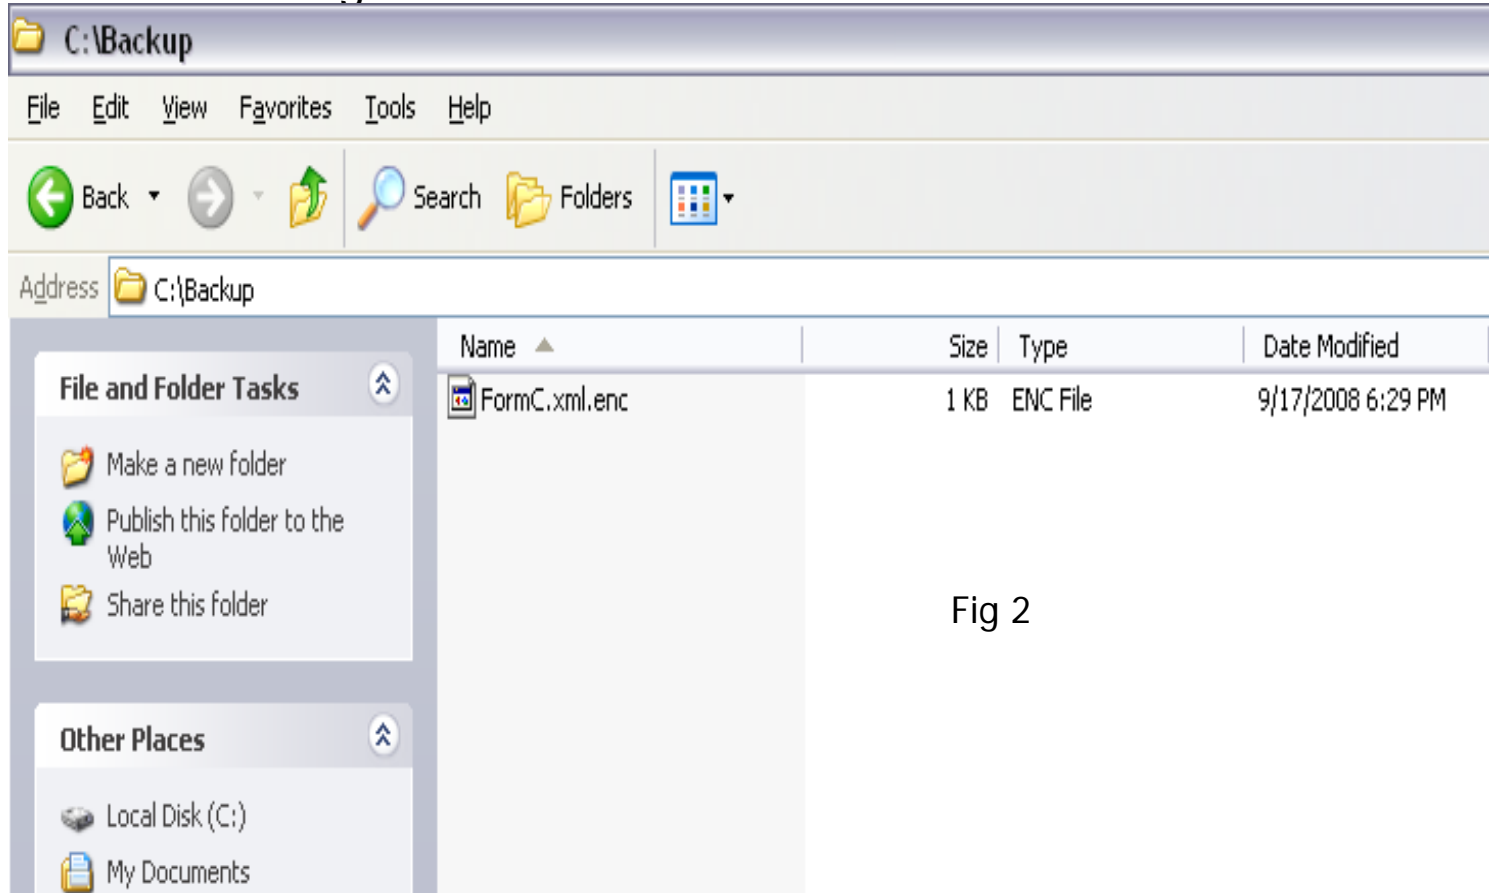 C:\Backup
File Edit View Favorites Tools Help
Back Search Folders
Address C:\Backup
Name Size Type Date Modified
FormC.xml.enc 1 KB ENC File 9/17/2008 6:29 PM
File and Folder Tasks
Make a new folder
Publish this folder to the
Web
Share this folder
Fig 2
Other Places
Local Disk (C:)
My Documents